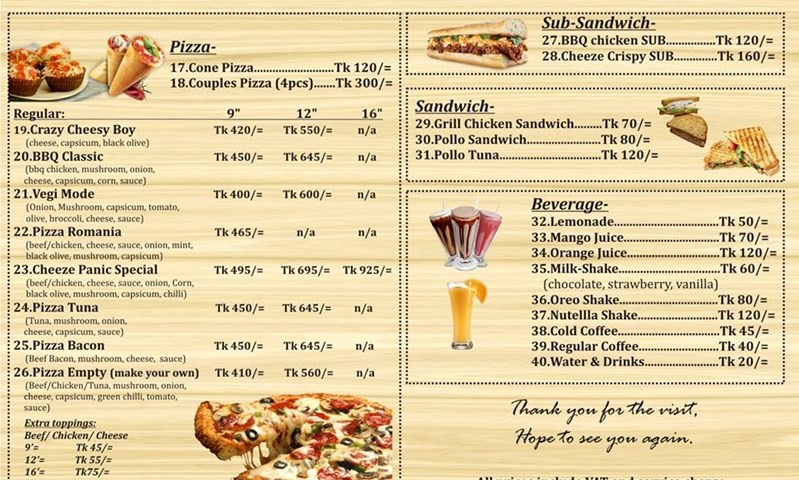 Pizza-
17.Cone Pizza..........................Tk 120/=
18.Couples Pizza (4pcs).......Tk 300/=
Regular: 9" 12" 16"
19.Crazy Cheesy Boy Tk 420/= Tk 550/= n/a
(cheese, capsicum, black olive)
20.BBQ Classic Tk 450/= Tk 645/= n/a
(bbq chicken, mushroom, onion,
cheese, capsicum, corn, sauce)
21.Vegi Mode Tk 400/= Tk 600/= n/a
(Onion, Mushroom, capsicum, tomato,
olive, broccoli, cheese, sauce)
22.Pizza Romania Tk 465/= n/a n/a
(beef/chicken, cheese, sauce, onion, mint,
black olive, mushroom, capsicum)
23.Cheeze Panic Special Tk 495/= Tk 695/= Tk 925/=
(beef/chicken, cheese, sauce, onion, Corn,
black olive, mushroom, capsicum, chilli)
24.Pizza Tuna Tk 450/= Tk 645/= n/a
(Tuna, mushroom, onion,
cheese, capsicum, sauce)
25.Pizza Bacon Tk 450/= Tk 645/= n/a
(Beef Bacon, mushroom, cheese, sauce)
26.Pizza Empty (make your own) Tk 410/= Tk 560/= n/a
(Beef/Chicken/Tuna, mushroom, onion,
cheese, capsicum, green chilli, tomato,
sauce)
Extra toppings:
Beef/ Chicken/ Cheese
9'= Tk 45/=
12'= Tk 55/=
16'= Tk75/=
Sub-Sandwich-
27.BBQ chicken SUB................Tk 120/=
28.Cheeze Crispy SUB..............Tk 160/=
Sandwich-
29.Grill Chicken Sandwich.........Tk 70/=
30.Pollo Sandwich........................Tk 80/=
31.Pollo Tuna..............................Tk 120/=
Beverage-
32.Lemonade...........................Tk 50/=
33.Mango Juice........................Tk 70/=
34.Orange Juice.......................Tk 120/=
35.Milk-Shake..........................Tk 60/=
(chocolate, strawberry, vanilla)
36.Oreo Shake..........................Tk 80/=
37.Nutellla Shake.....................Tk 120/=
38.Cold Coffee..........................Tk 45/=
39.Regular Coffee....................Tk 40/=
40.Water & Drinks...................Tk 20/=
Thank you for the visit,
Hope to see you again.
All prices include VAT and service charge